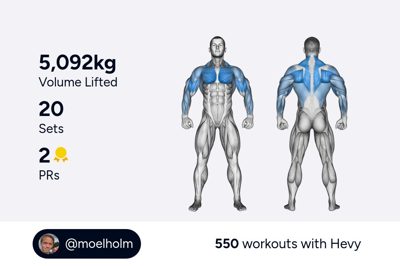 5,092kg
Volume Lifted
20
Sets
2
PRs
@moelholm
550 workouts with Hevy